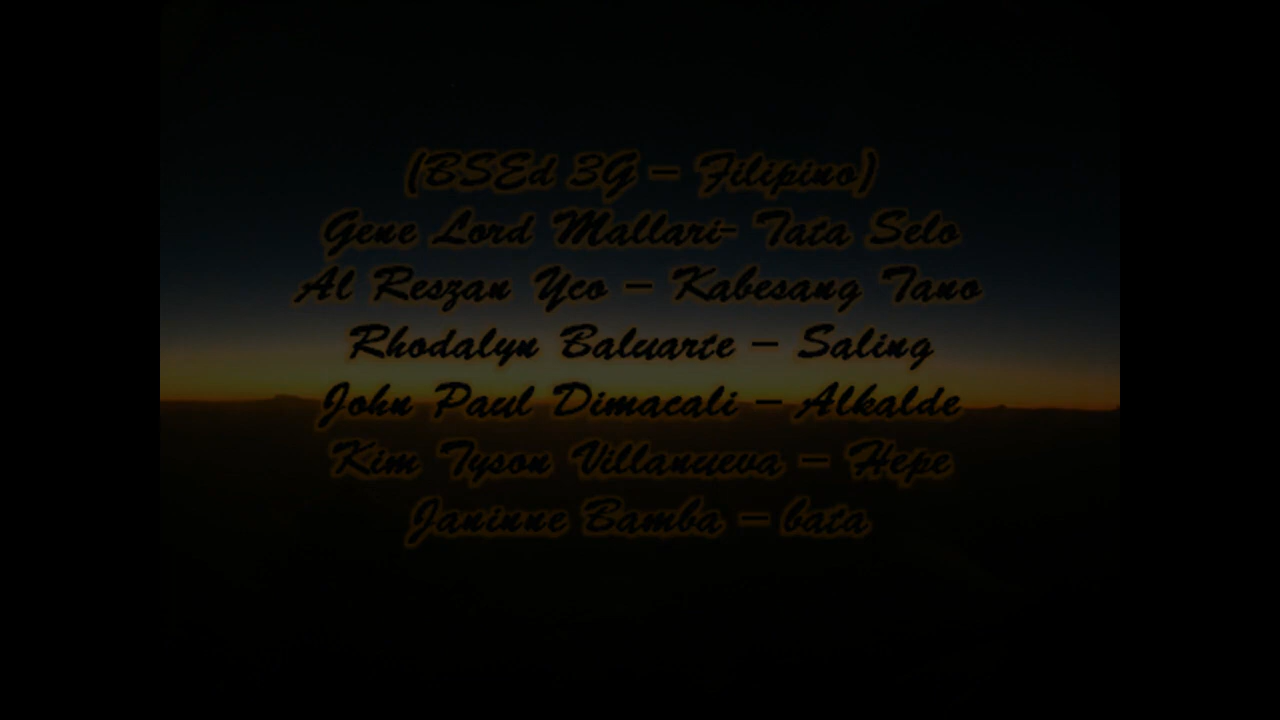 (BSEd 3G – Filipino)
Gene Lord Mallari- Tata Selo
Al Reszan Yco – Kabesang Tano
Rhodalyn Baluarte – Saling
John Paul Dimacali – Alkalde
Kim Tyson Villanueva – Hepe
Janinne Bamba – bata